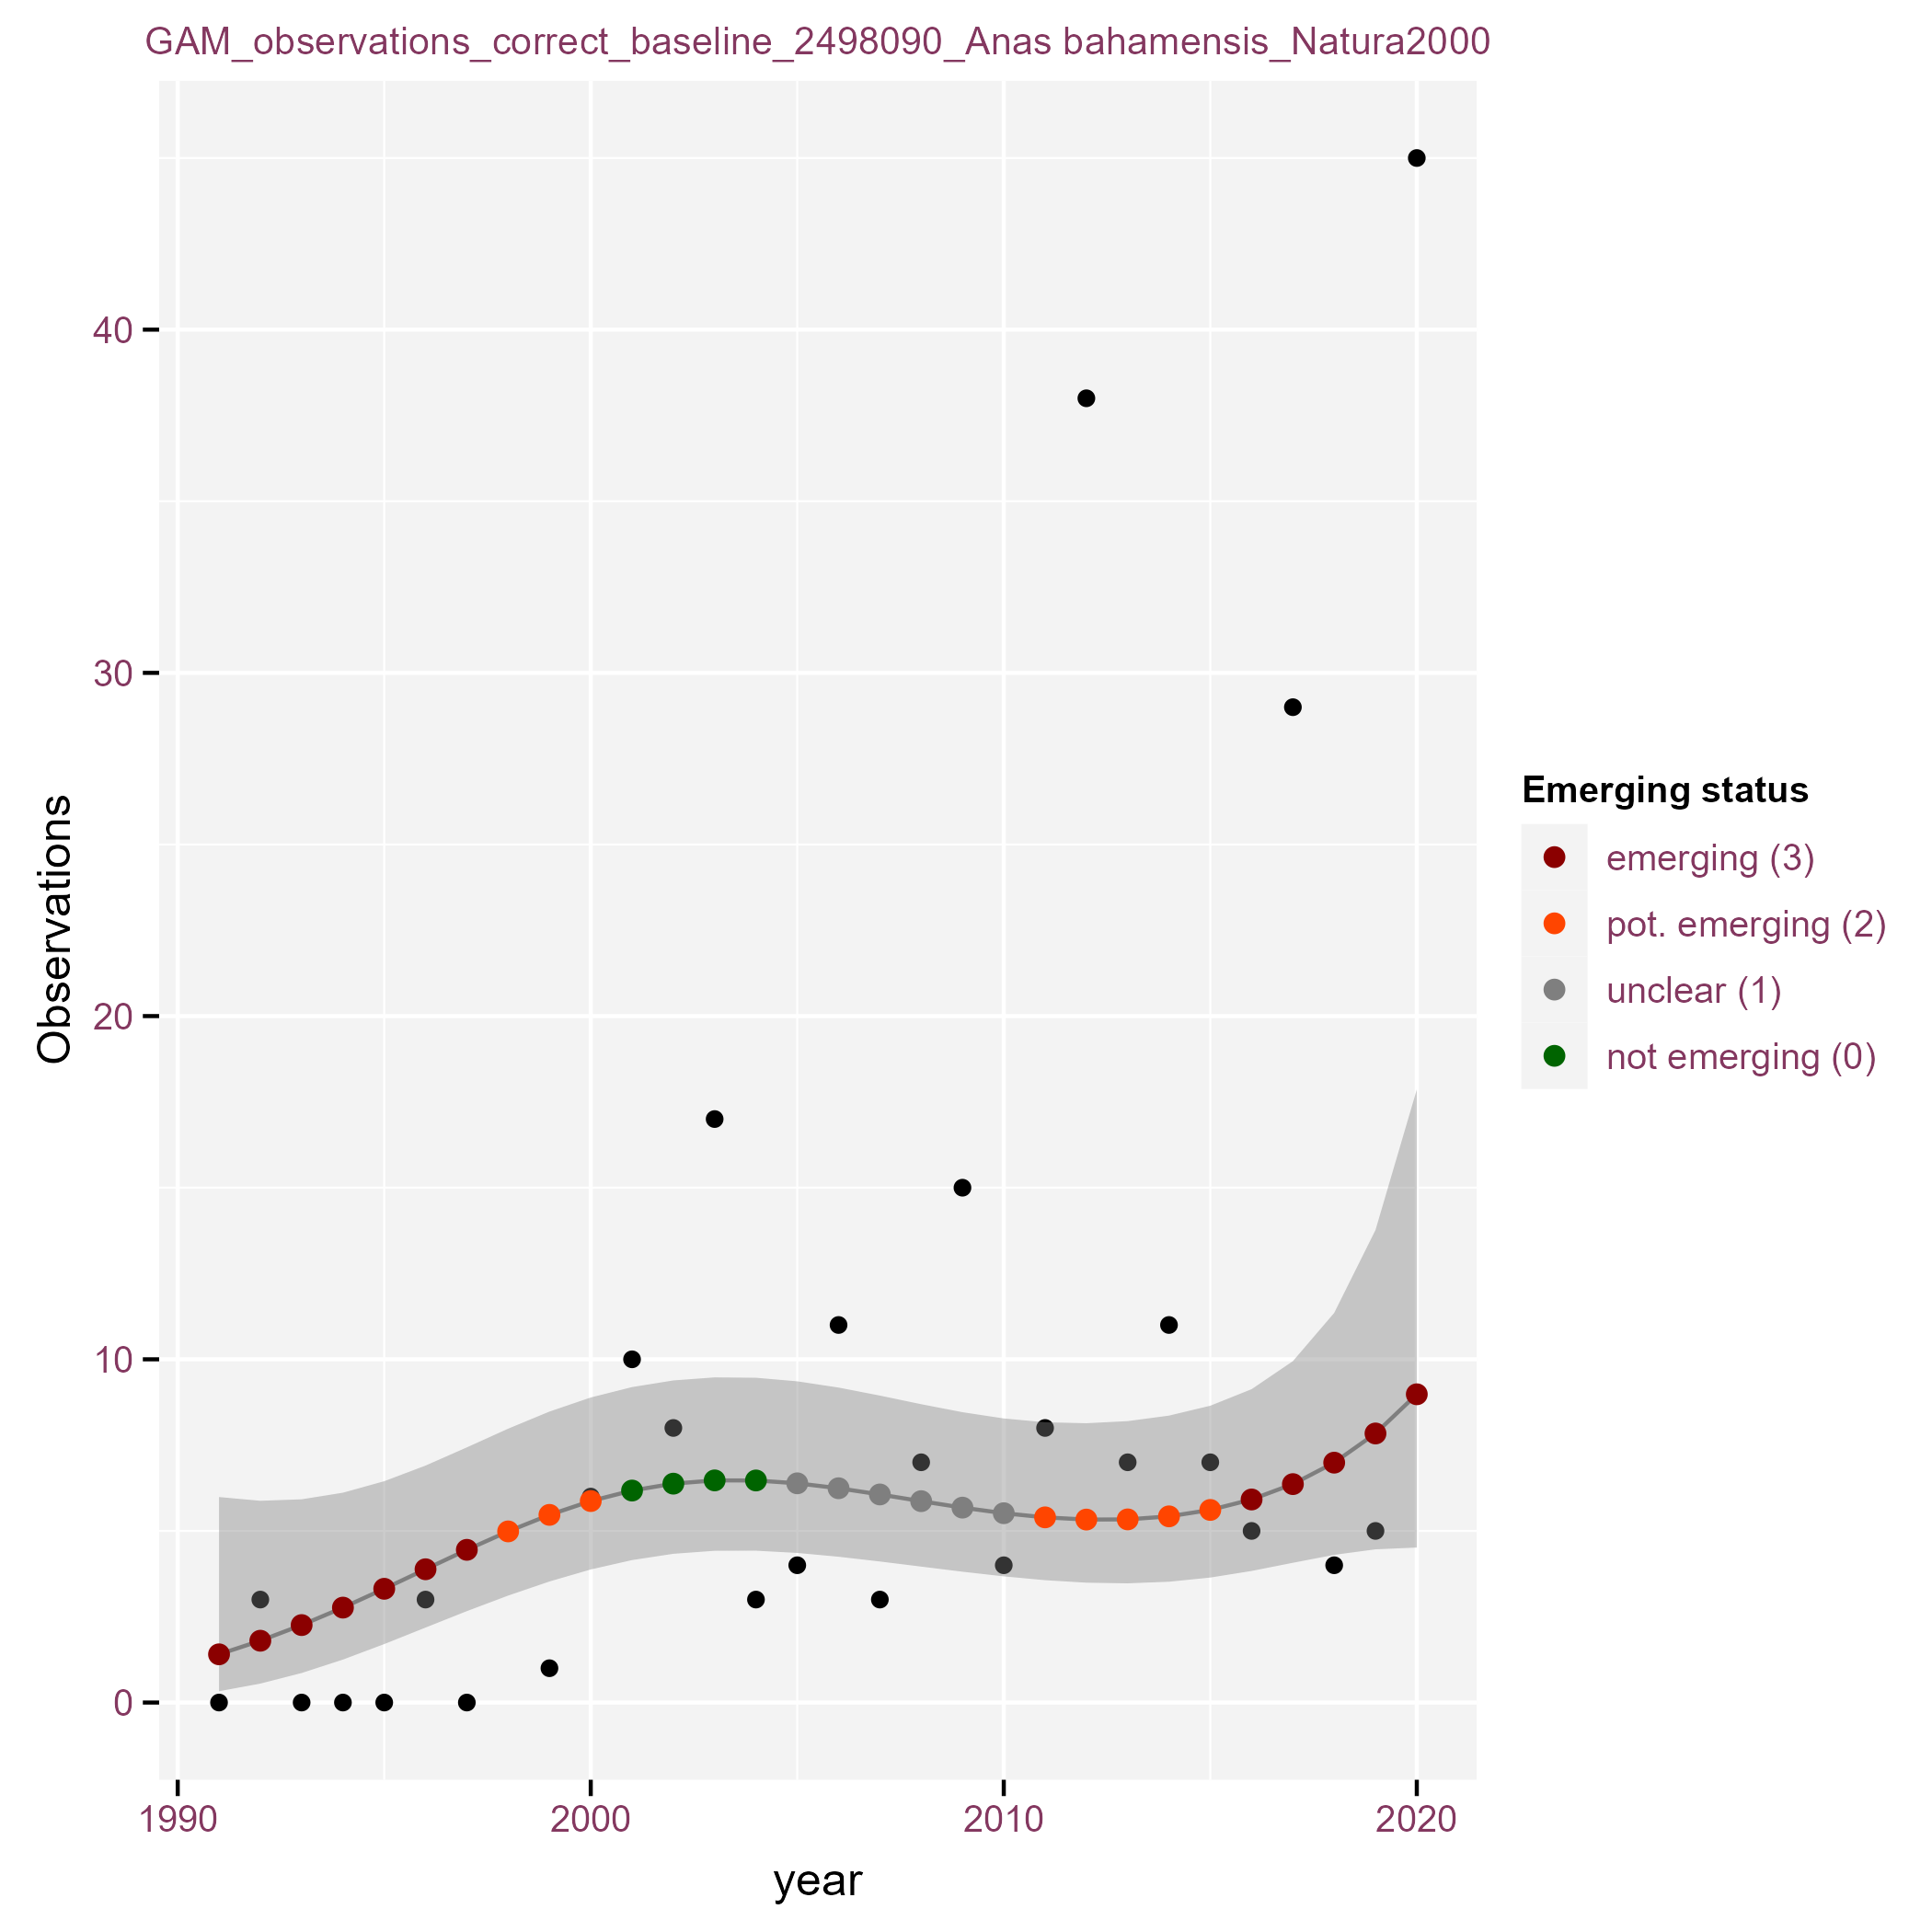 GAM_observations_correct_baseline_2498090_Anas bahamensis_Natura2000
Observations
40
30
20
10
0
1990
2000
2010
2020
year
Emerging status
emerging (3)
pot. emerging (2)
unclear (1)
not emerging (0)